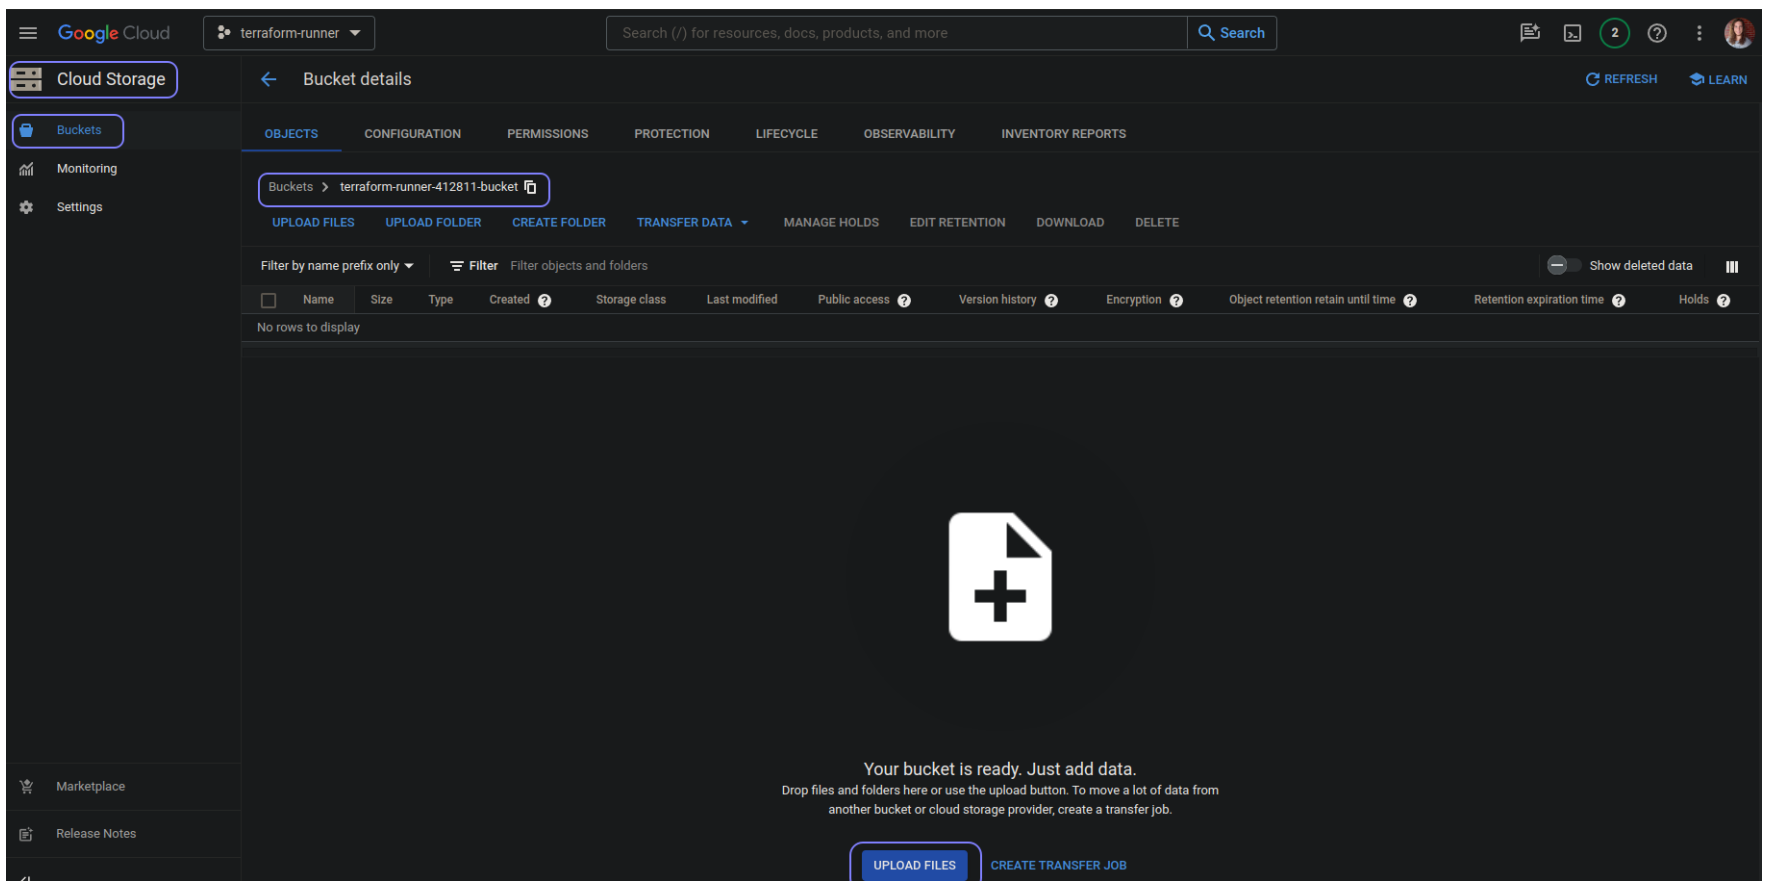 Google Cloud terraform-runner Search (/) for resources, docs, products, and more Search 2
Cloud Storage Bucket details REFRESH LEARN
Buckets
Monitoring
Settings
OBJECTS CONFIGURATION PERMISSIONS PROTECTION LIFECYCLE OBSERVABILITY INVENTORY REPORTS
Buckets > terraform-runner-412811-bucket
UPLOAD FILES UPLOAD FOLDER CREATE FOLDER TRANSFER DATA MANAGE HOLDS EDIT RETENTION DOWNLOAD DELETE
Filter by name prefix only Filter Filter objects and folders Show deleted data
Name Size Type Created Storage class Last modified Public access Version history Encryption Object retention retain until time Retention expiration time Holds
No rows to display
Your bucket is ready. Just add data.
Drop files and folders here or use the upload button. To move a lot of data from
another bucket or cloud storage provider, create a transfer job.
UPLOAD FILES CREATE TRANSFER JOB
Marketplace
Release Notes